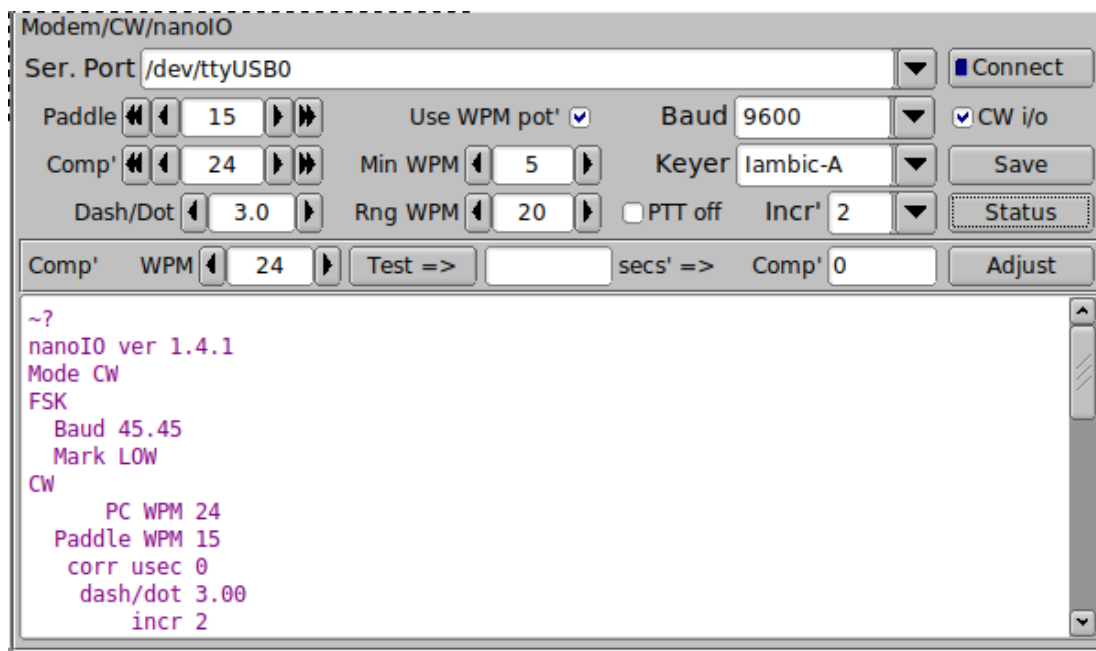 Modem/CW/nanoIO
Ser. Port /dev/ttyUSB0 Connect
Paddle 15 Use WPM pot' Baud 9600 CW i/o
Comp' 24 Min WPM 5 Keyer Iambic-A Save
Dash/Dot 3.0 Rng WPM 20 PTT off Incr' 2 Status
Comp' WPM 24 Test => secs' => Comp' 0 Adjust
~?
nanoIO ver 1.4.1
Mode CW
FSK
Baud 45.45
Mark LOW
CW
PC WPM 24
Paddle WPM 15
corr usec 0
dash/dot 3.00
incr 2